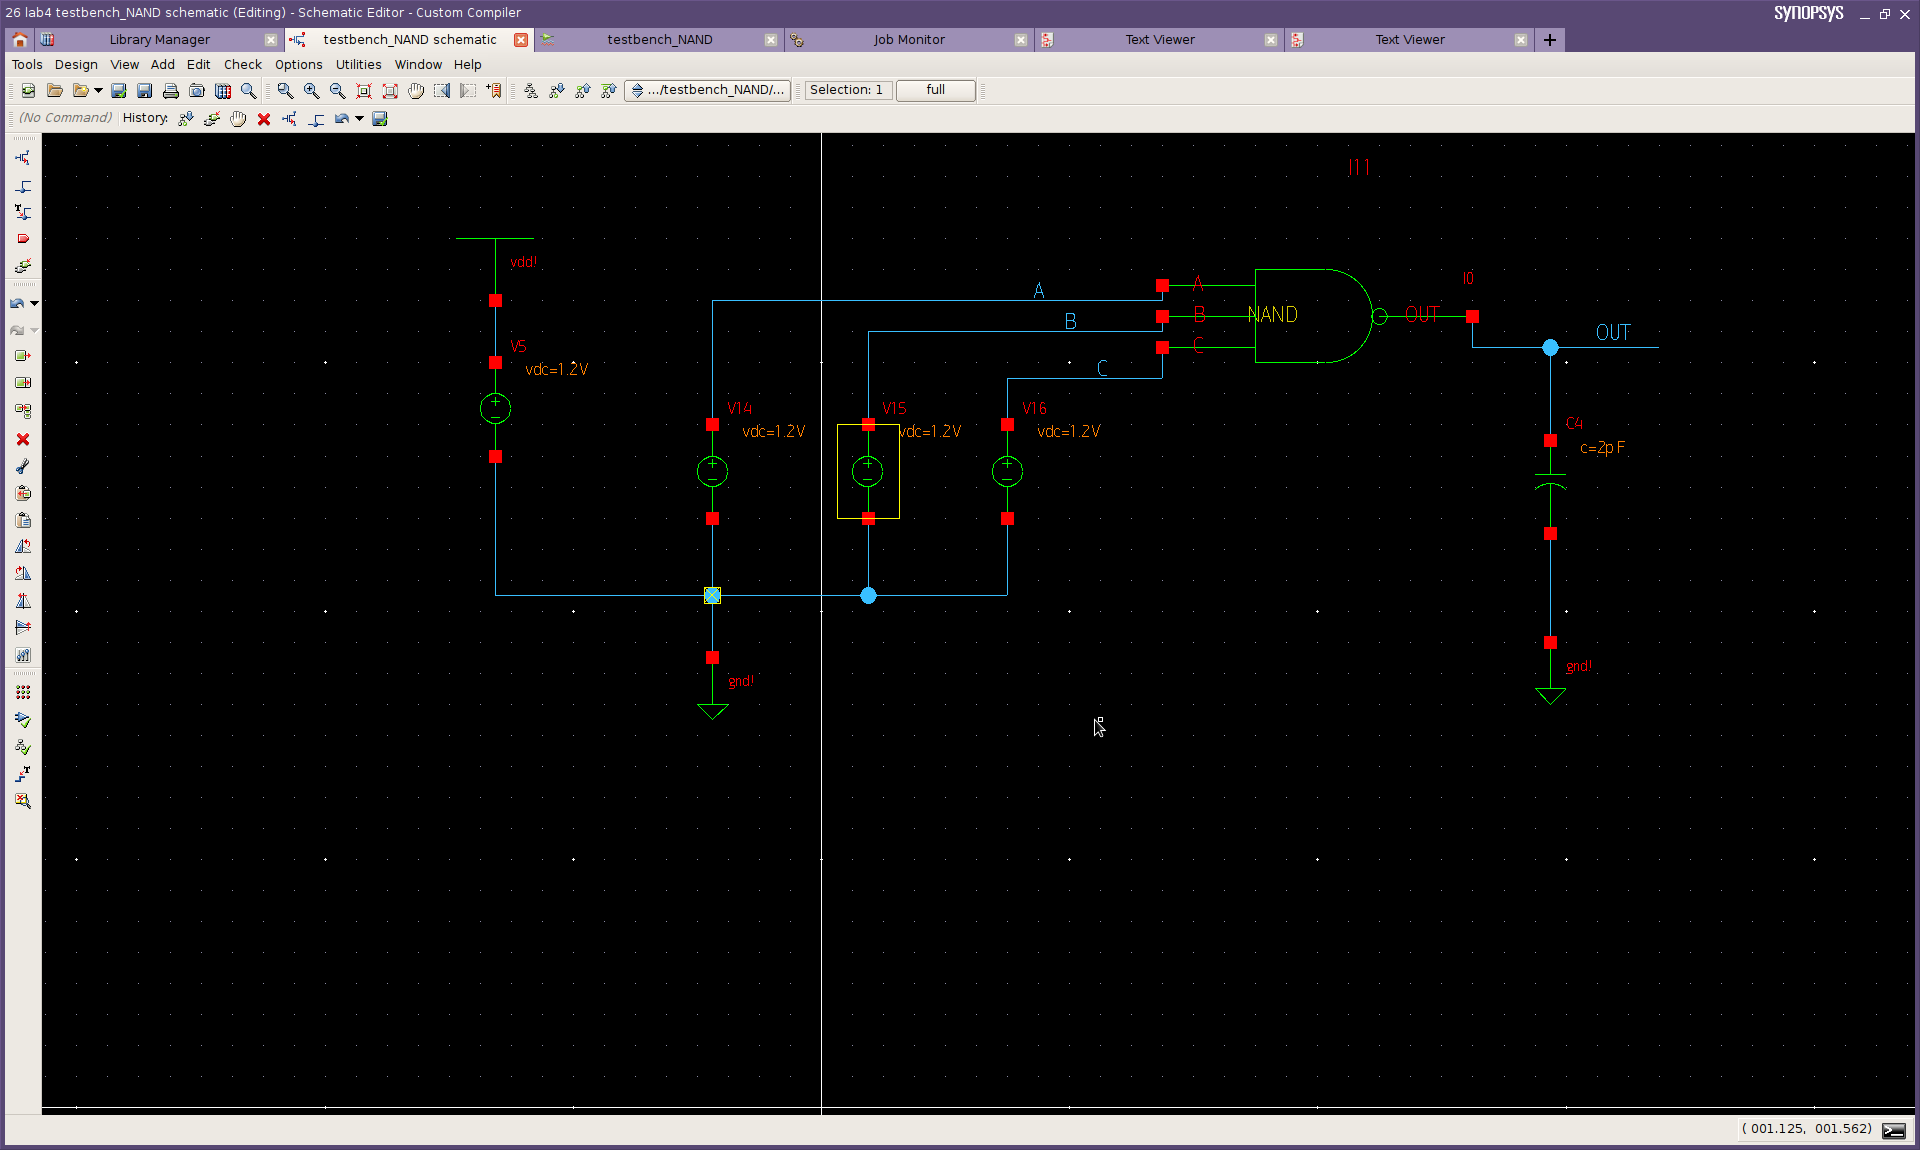 26 lab4 testbench_NAND schematic (Editing) - Schematic Editor - Custom Compiler
SYNOPSYS
Library Manager
testbench_NAND schematic
testbench_NAND
Job Monitor
Text Viewer
Text Viewer
Tools Design View Add Edit Check Options Utilities Window Help
.../testbench_NAND/...
Selection: 1
full
(No Command) History:
I11
vdd!
A
A
I0
B
B
NAND
OUT
OUT
V5
C
C
vdc=1.2V
V14
V15
V16
vdc=1.2V
vdc=1.2V
vdc=1.2V
C4
c=2pF
gnd!
gnd!
( 001.125, 001.562)